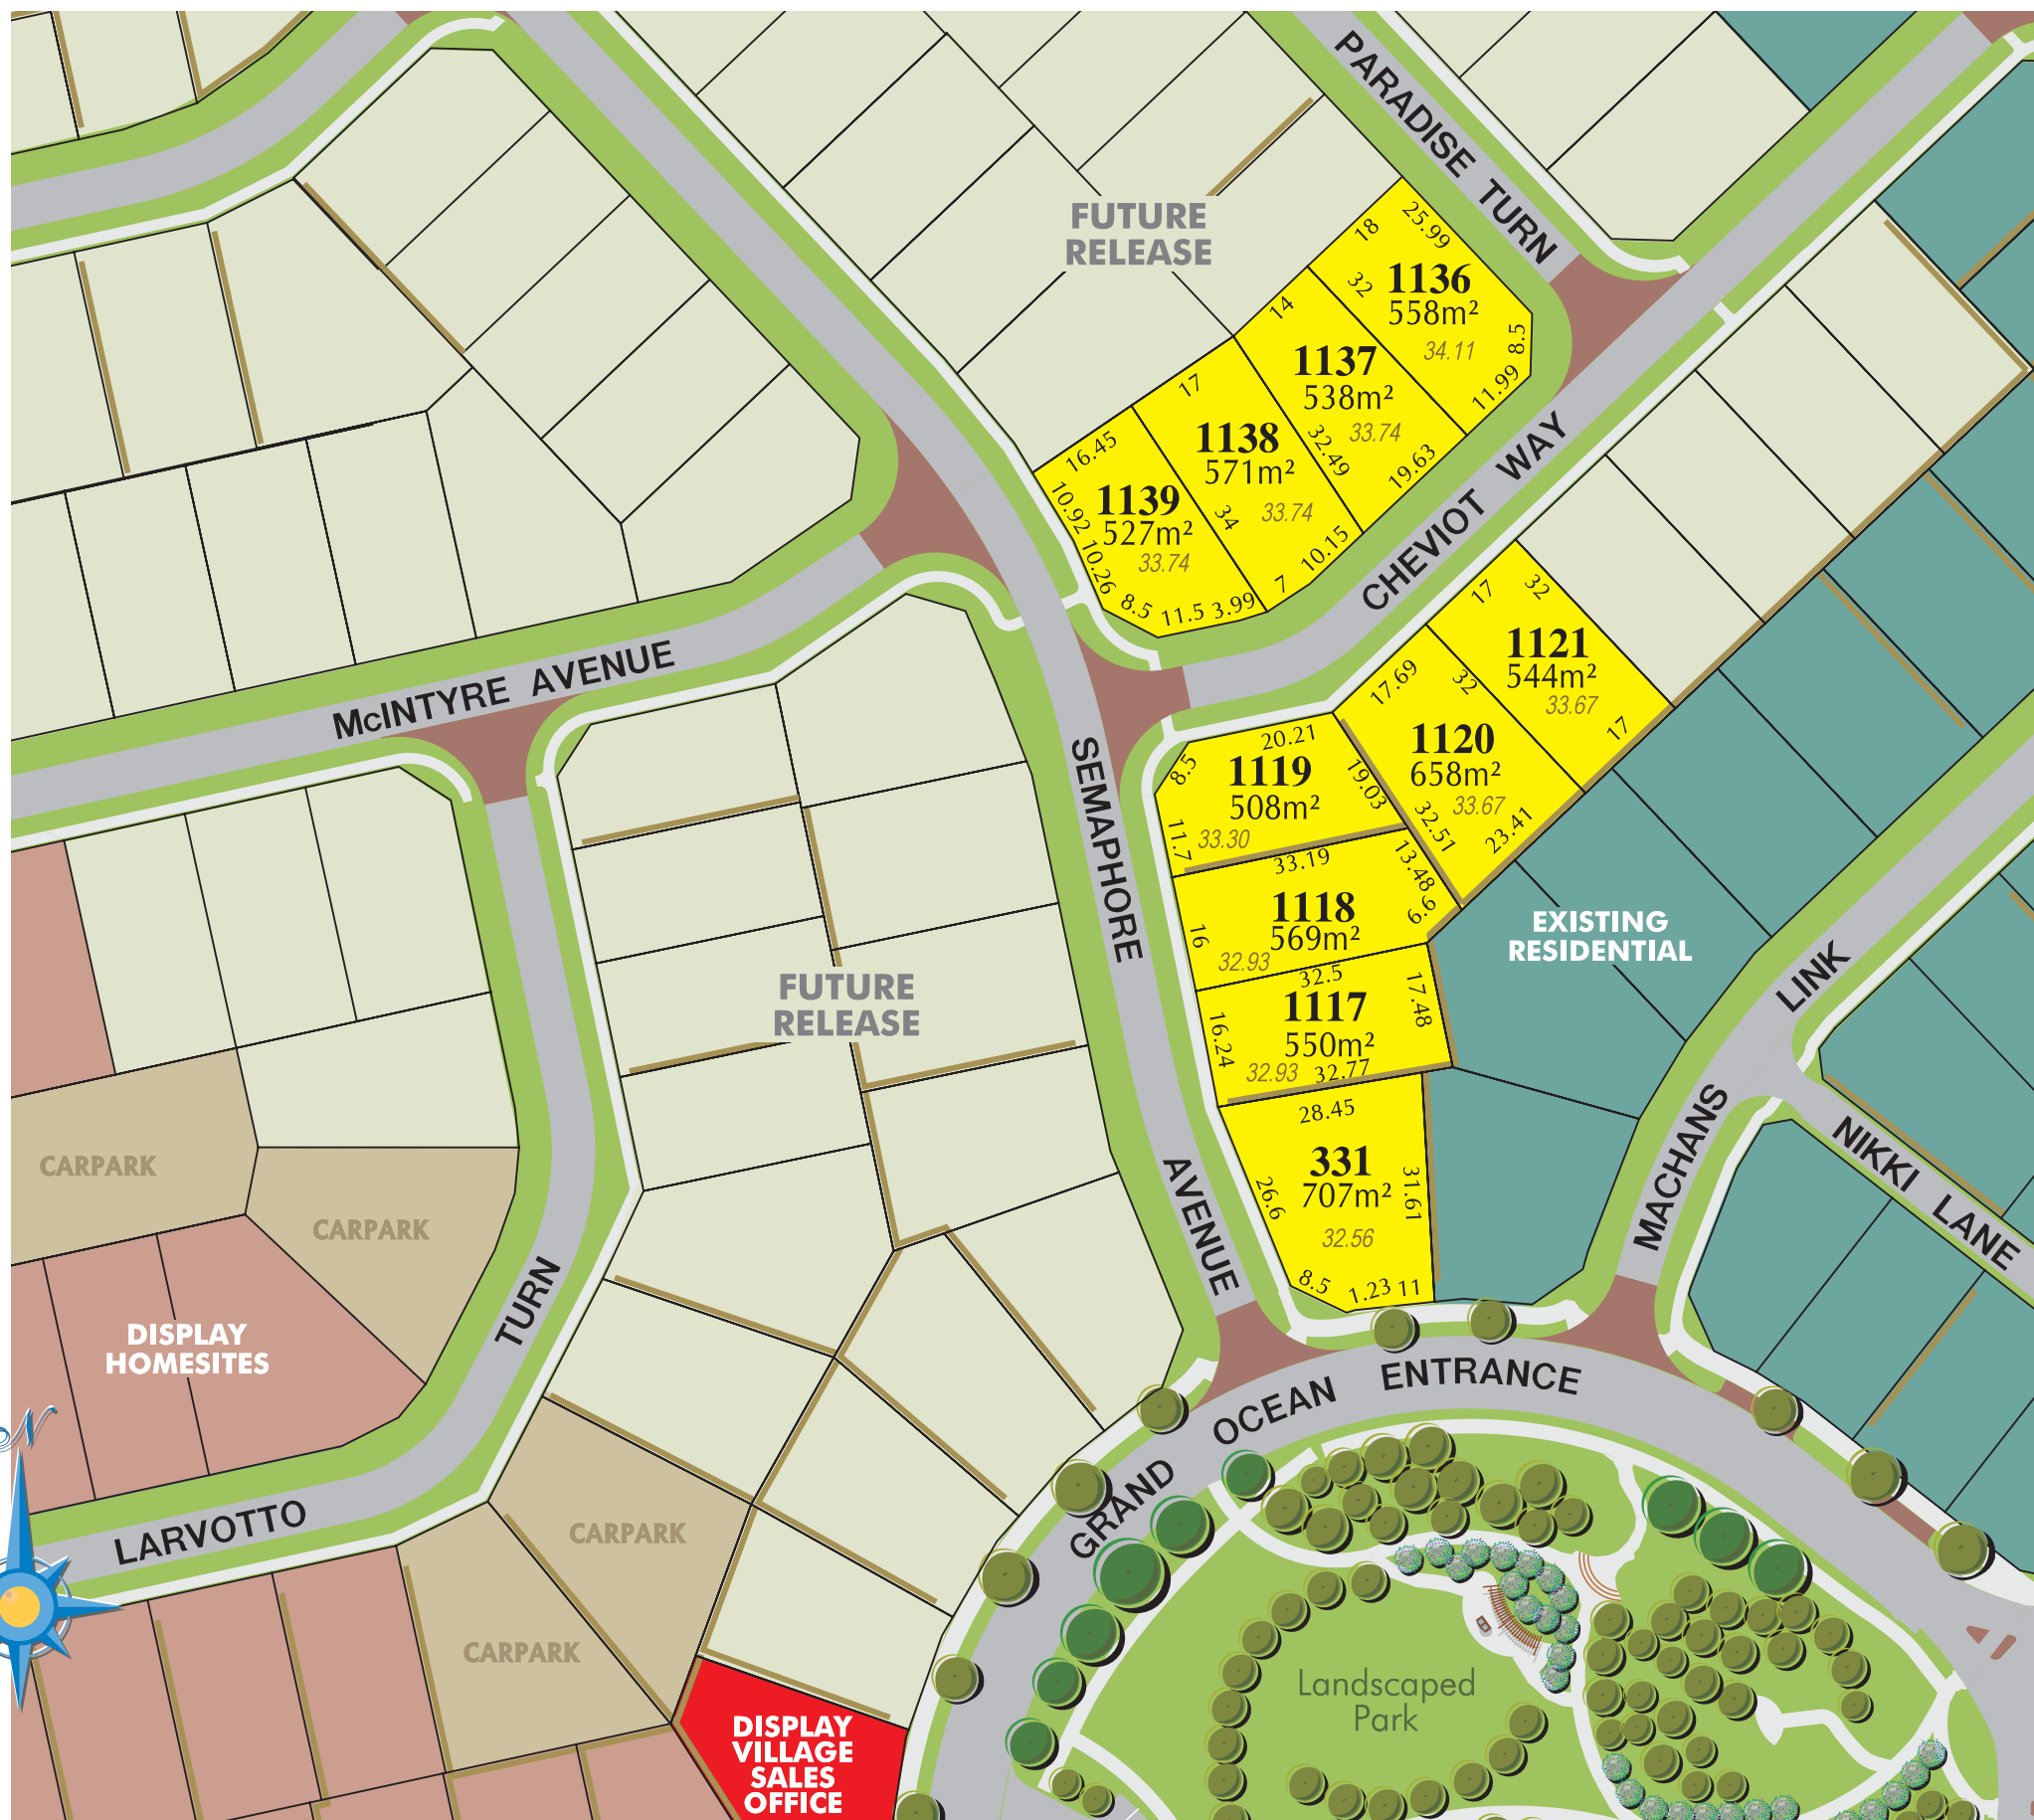 PARADISE TURN
FUTURE
RELEASE
18
25.99
1136
558m²
34.11
32
8.5
11.99
14
1137
538m²
33.74
32.49
19.63
17
1138
571m²
33.74
34
10.15
7
16.45
1139
527m²
33.74
10.92
10.26
8.5
11.5
3.99
CHEVIOT WAY
McINTYRE AVENUE
17
32
1121
544m²
33.67
17
17.69
32
1120
658m²
33.67
32.51
23.41
20.21
8.5
1119
508m²
33.30
19.03
11.7
33.19
13.48
1118
569m²
32.93
6.6
16
32.5
1117
550m²
32.93
32.77
17.48
16.24
28.45
331
707m²
32.56
26.6
31.61
8.5
1.23
11
SEMAPHORE
AVENUE
EXISTING
RESIDENTIAL
MACHANS
LINK
NIKKI LANE
FUTURE
RELEASE
CARPARK
CARPARK
DISPLAY
HOMESITES
TURN
LARVOTTO
N
CARPARK
CARPARK
GRAND
OCEAN
ENTRANCE
Landscaped
Park
DISPLAY
VILLAGE
SALES
OFFICE